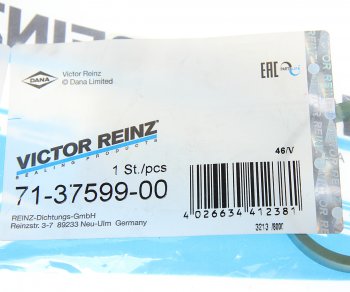 DANA
Victor Reinz
© Dana Limited
EAC
VICTOR REINZ®
SEALING PRODUCTS
1 St./pcs
46/V
71-37599-00
4 026634 412381
REINZ-Dichtungs-GmbH
Reinzstr. 3-7 89233 Neu-Ulm Germany